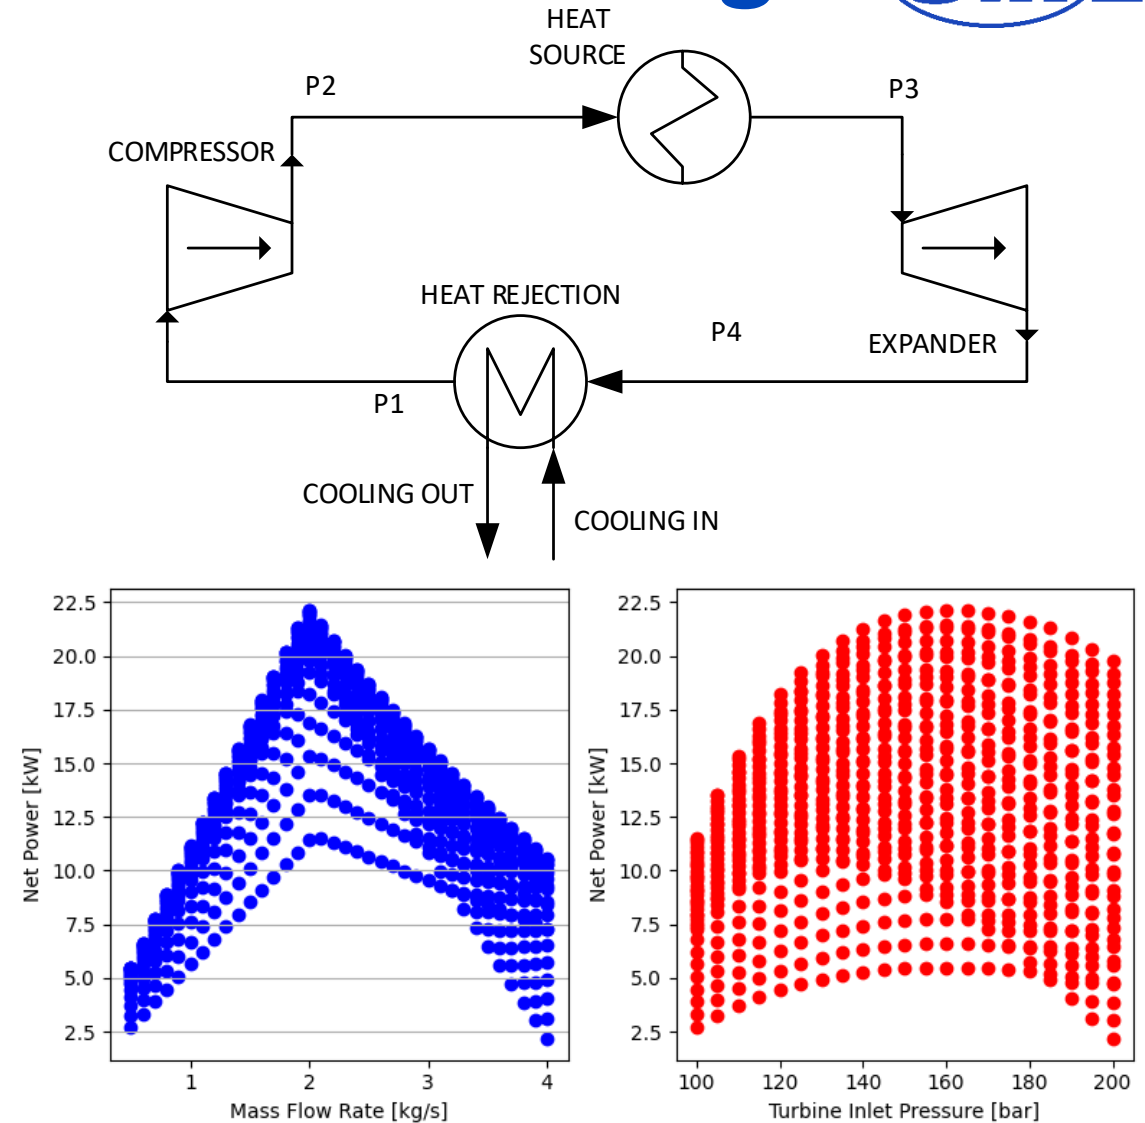 HEAT
SOURCE
P2
P3
COMPRESSOR
HEAT REJECTION
P4
EXPANDER
P1
COOLING OUT
COOLING IN
22.5
20.0
17.5
15.0
12.5
10.0
7.5
5.0
2.5
Net Power [kW]
1 2 3 4
Mass Flow Rate [kg/s]
22.5
20.0
17.5
15.0
12.5
10.0
7.5
5.0
2.5
Net Power [kW]
100 120 140 160 180 200
Turbine Inlet Pressure [bar]